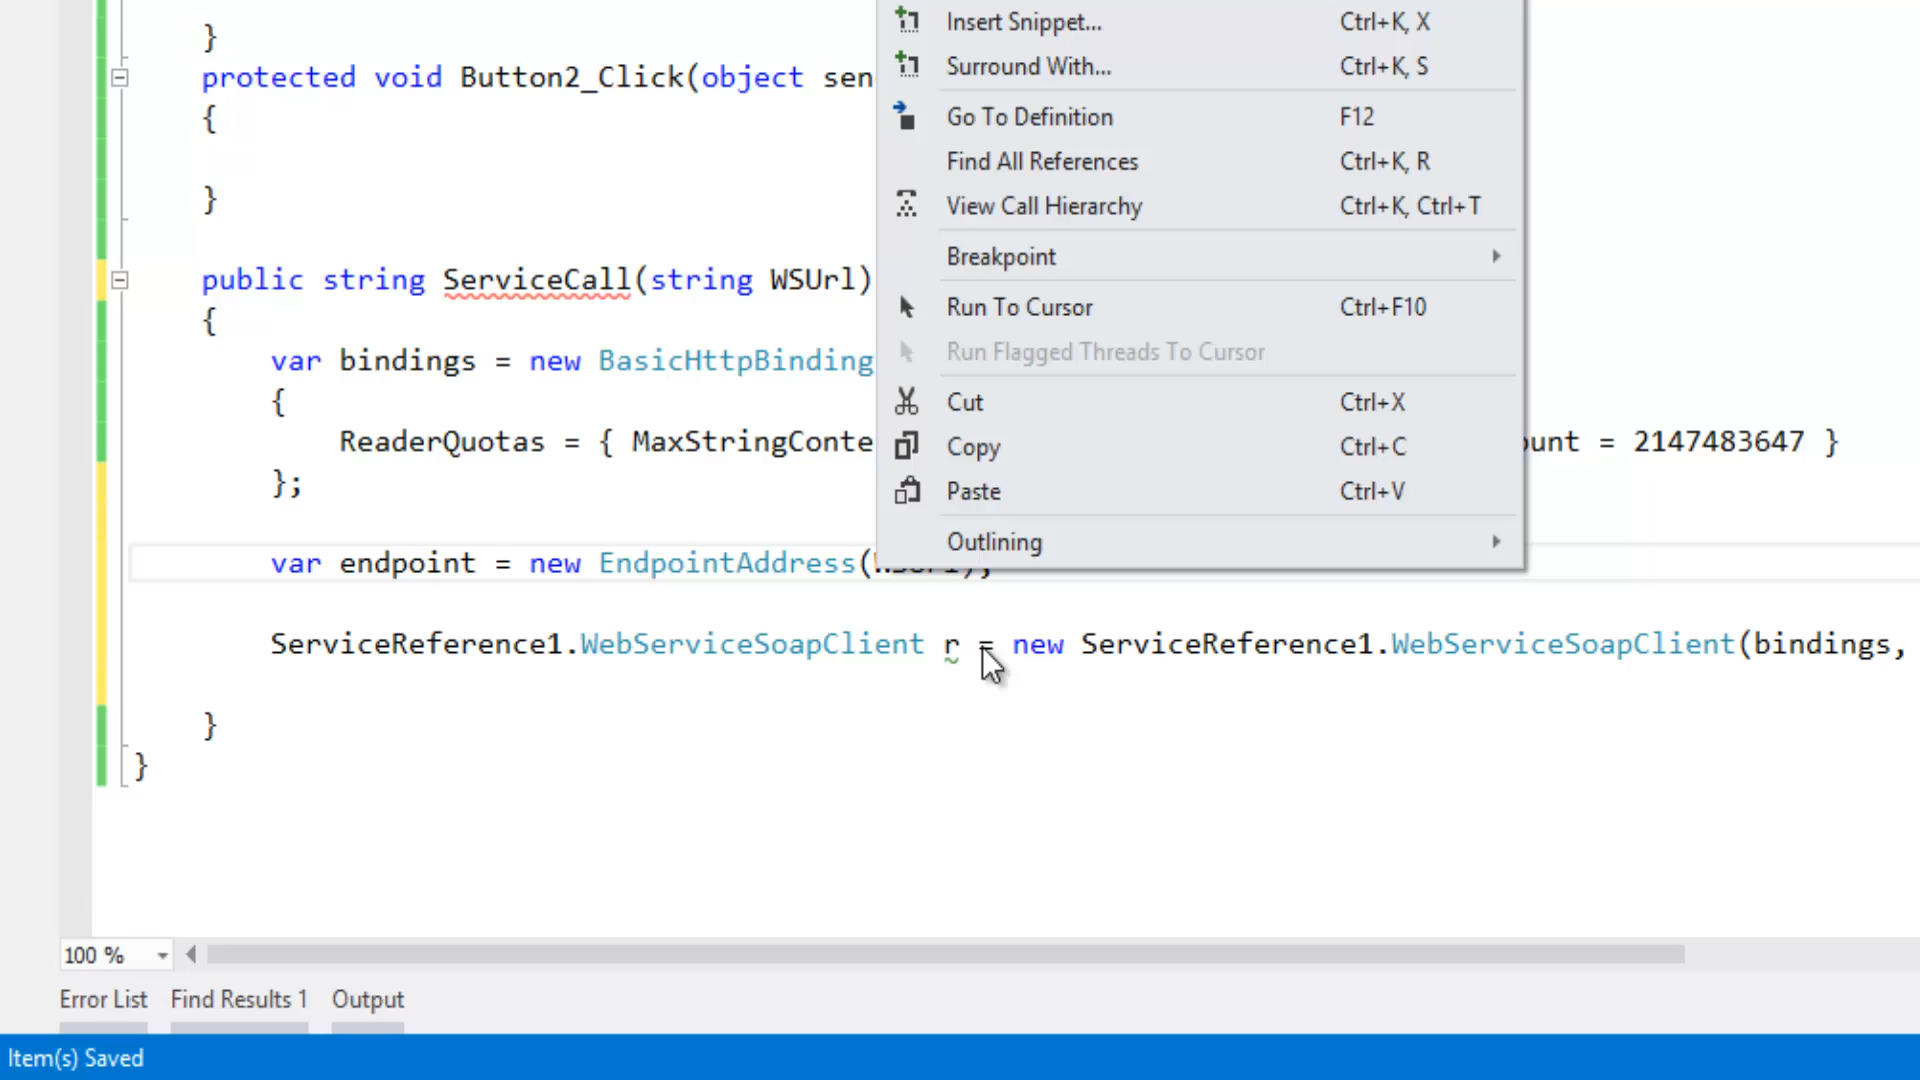 }
protected void Button2_Click(object sen
{
}
public string ServiceCall(string WSUrl)
{
var bindings = new BasicHttpBinding
{
ReaderQuotas = { MaxStringConte
ount = 2147483647 }
};
var endpoint = new EndpointAddress(
ServiceReference1.WebServiceSoapClient r = new ServiceReference1.WebServiceSoapClient(bindings,
}
}
Insert Snippet... Ctrl+K, X
Surround With... Ctrl+K, S
Go To Definition F12
Find All References Ctrl+K, R
View Call Hierarchy Ctrl+K, Ctrl+T
Breakpoint
Run To Cursor Ctrl+F10
Run Flagged Threads To Cursor
Cut Ctrl+X
Copy Ctrl+C
Paste Ctrl+V
Outlining
100 %
Error List Find Results 1 Output
Item(s) Saved